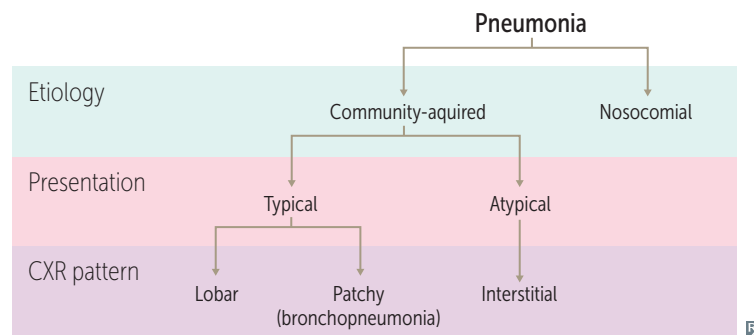 Pneumonia
Etiology
Community-aquired
Nosocomial
Presentation
Typical
Atypical
CXR pattern
Lobar
Patchy
(bronchopneumonia)
Interstitial